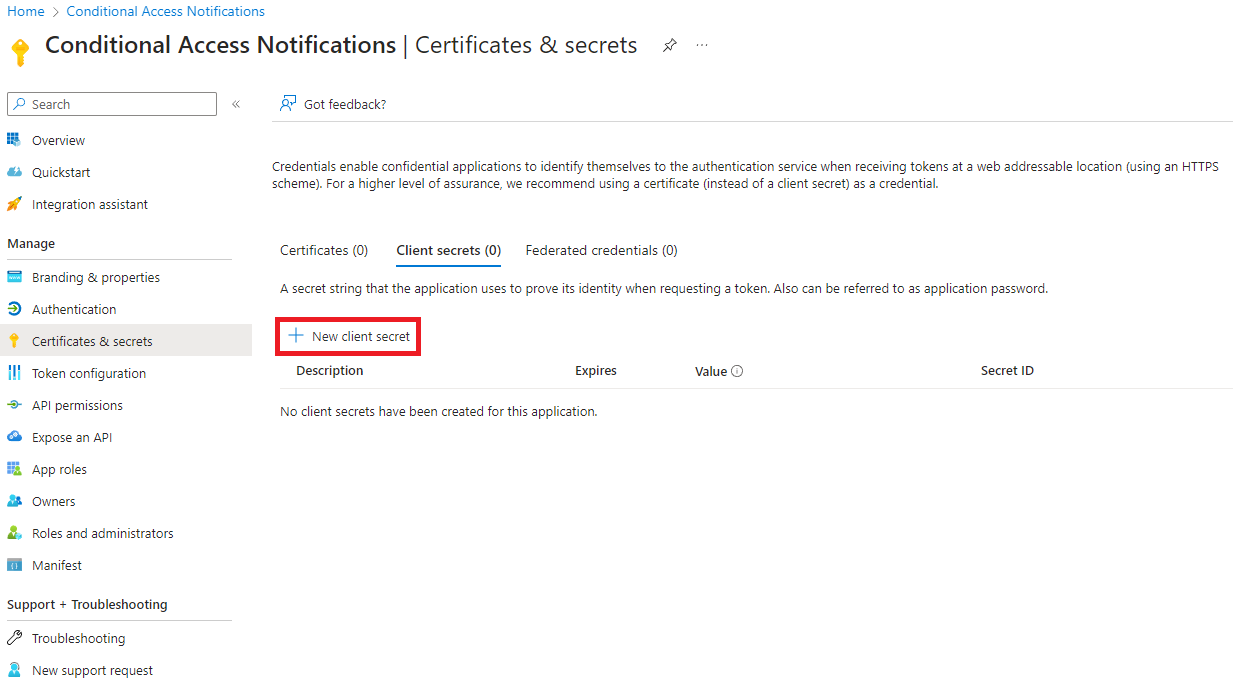 Home > Conditional Access Notifications
Conditional Access Notifications | Certificates & secrets
Search
Overview
Quickstart
Integration assistant
Manage
Branding & properties
Authentication
Certificates & secrets
Token configuration
API permissions
Expose an API
App roles
Owners
Roles and administrators
Manifest
Support + Troubleshooting
Troubleshooting
New support request
Got feedback?
Credentials enable confidential applications to identify themselves to the authentication service when receiving tokens at a web addressable location (using an HTTPS
scheme). For a higher level of assurance, we recommend using a certificate (instead of a client secret) as a credential.
Certificates (0) Client secrets (0) Federated credentials (0)
A secret string that the application uses to prove its identity when requesting a token. Also can be referred to as application password.
New client secret
Description Expires Value Secret ID
No client secrets have been created for this application.